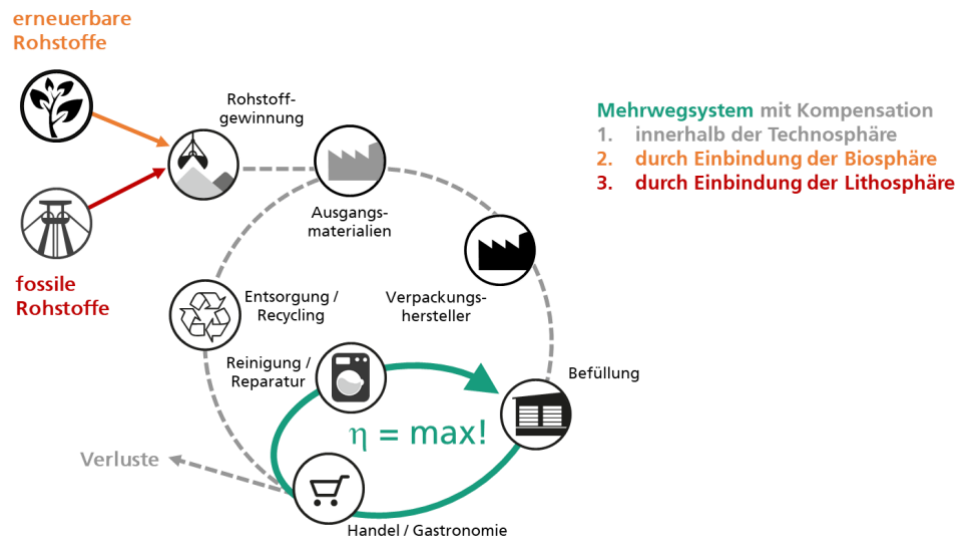 erneuerbare
Rohstoffe
Rohstoff-
gewinnung
Mehrwegsystem mit Kompensation
1. innerhalb der Technosphäre
2. durch Einbindung der Biosphäre
3. durch Einbindung der Lithosphäre
Ausgangs-
materialien
fossile
Rohstoffe
Entsorgung /
Recycling
Verpackungs-
hersteller
Reinigung /
Reparatur
Befüllung
η = max!
Verluste
Handel / Gastronomie